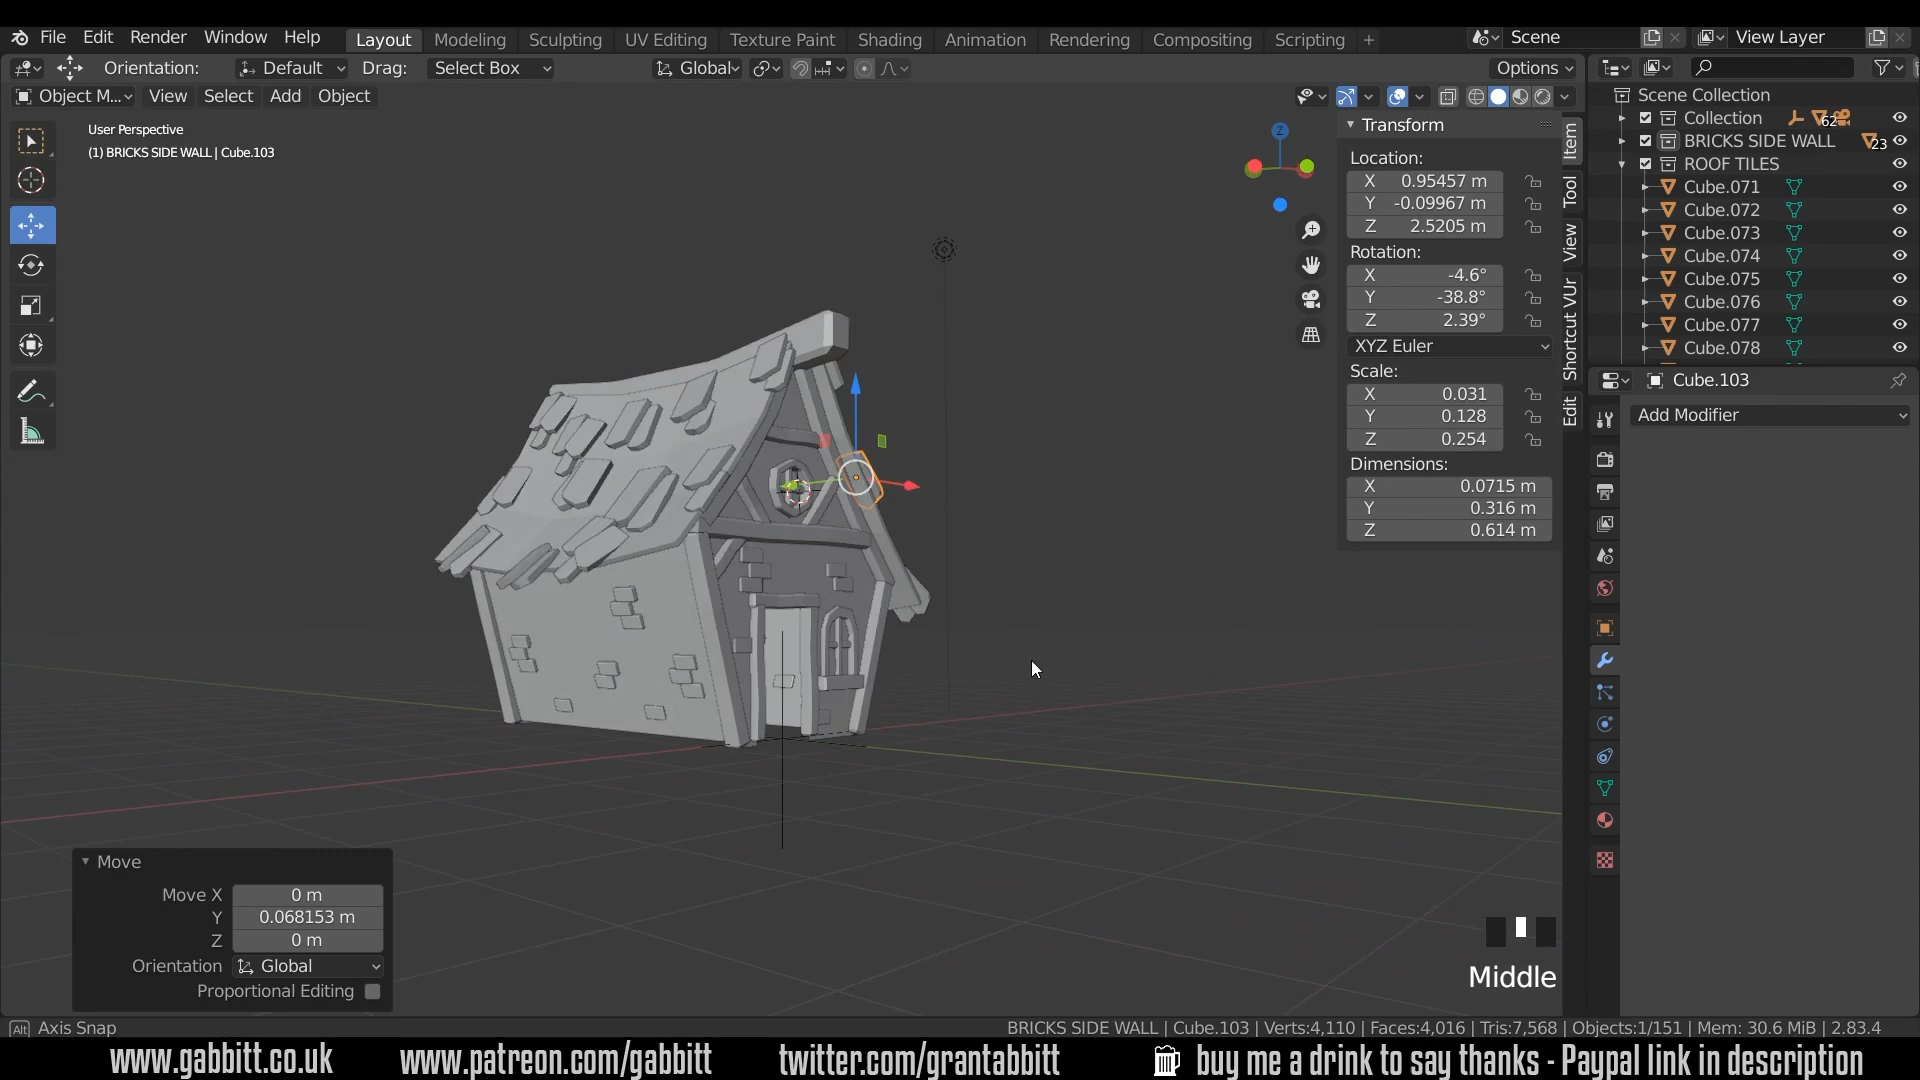 File Edit Render Window Help Layout Modeling Sculpting UV Editing Texture Paint Shading Animation Rendering Compositing Scripting + Scene View Layer
Orientation: Default Drag: Select Box Global Options
Object M... View Select Add Object
User Perspective
(1) BRICKS SIDE WALL | Cube.103
Z
Transform
Location:
X 0.95457 m
Y -0.09967 m
Z 2.5205 m
Rotation:
X -4.6°
Y -38.8°
Z 2.39°
XYZ Euler
Scale:
X 0.031
Y 0.128
Z 0.254
Dimensions:
X 0.0715 m
Y 0.316 m
Z 0.614 m
Item
Tool
View
Shortcut VUr
Edit
Scene Collection
Collection 62
BRICKS SIDE WALL 23
ROOF TILES
Cube.071
Cube.072
Cube.073
Cube.074
Cube.075
Cube.076
Cube.077
Cube.078
Cube.103
Add Modifier
Move
Move X 0 m
Y 0.068153 m
Z 0 m
Orientation Global
Proportional Editing
Middle
Alt Axis Snap
BRICKS SIDE WALL | Cube.103 | Verts:4,110 | Faces:4,016 | Tris:7,568 | Objects:1/151 | Mem: 30.6 MiB | 2.83.4
www.gabbitt.co.uk www.patreon.com/gabbitt twitter.com/grantabbitt buy me a drink to say thanks - Paypal link in description